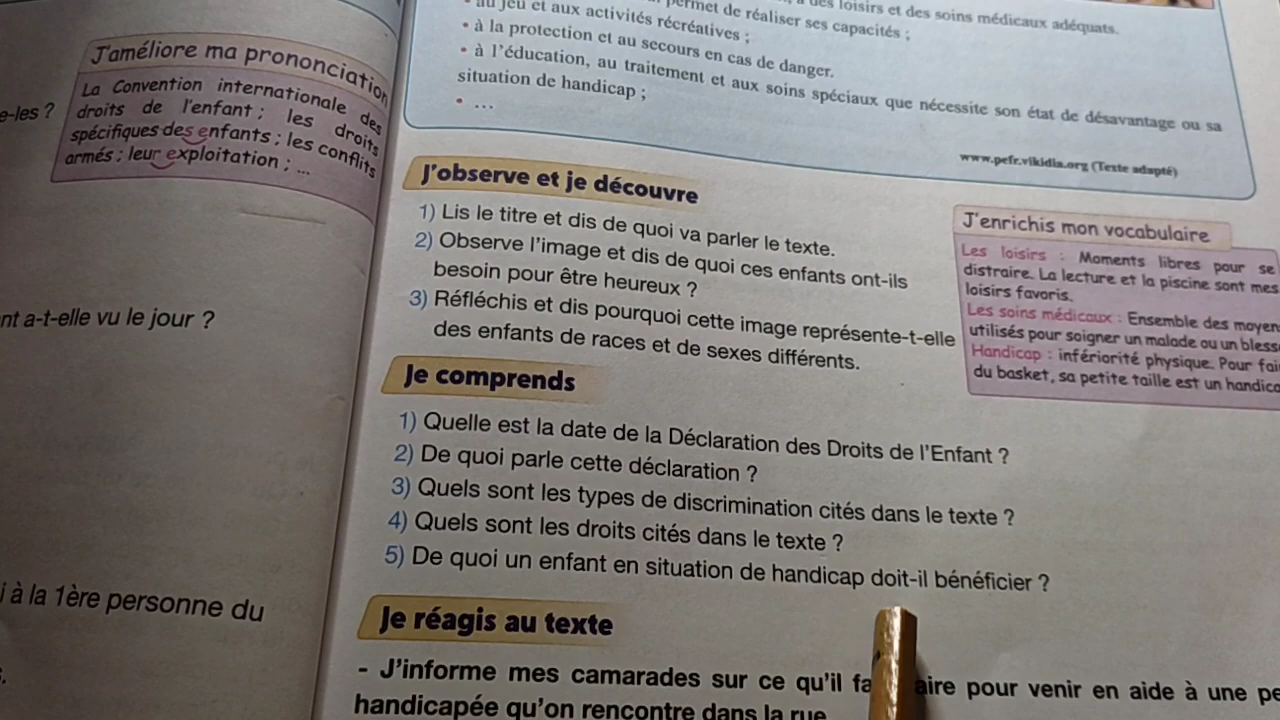 J'améliore ma prononciation
La Convention internationale des
droits de l'enfant ; les droits
spécifiques des enfants ; les conflits
armés ; leur exploitation ; ...
e-les ?
nt a-t-elle vu le jour ?
i à la 1ère personne du
permet de réaliser ses capacités ;
des loisirs et des soins médicaux adéquats.
• au jeu et aux activités récréatives ;
• à la protection et au secours en cas de danger.
• à l'éducation, au traitement et aux soins spéciaux que nécessite son état de désavantage ou sa
situation de handicap ;
• ...
www.pefr.vikidia.org (Texte adapté)
J'observe et je découvre
1) Lis le titre et dis de quoi va parler le texte.
2) Observe l'image et dis de quoi ces enfants ont-ils
besoin pour être heureux ?
3) Réfléchis et dis pourquoi cette image représente-t-elle
des enfants de races et de sexes différents.
J'enrichis mon vocabulaire
Les loisirs : Moments libres pour se
distraire. La lecture et la piscine sont mes
loisirs favoris.
Les soins médicaux : Ensemble des moyen
utilisés pour soigner un malade ou un bless
Handicap : infériorité physique. Pour fai
du basket, sa petite taille est un handic
Je comprends
1) Quelle est la date de la Déclaration des Droits de l'Enfant ?
2) De quoi parle cette déclaration ?
3) Quels sont les types de discrimination cités dans le texte ?
4) Quels sont les droits cités dans le texte ?
5) De quoi un enfant en situation de handicap doit-il bénéficier ?
Je réagis au texte
- J'informe mes camarades sur ce qu'il fa aire pour venir en aide à une pe
handicapée qu'on rencontre dans la rue